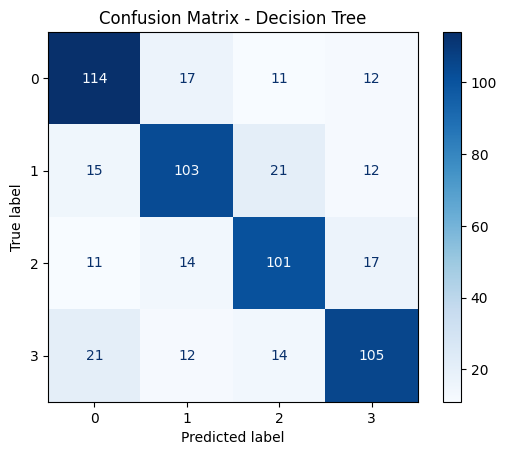 Confusion Matrix - Decision Tree
0 114 17 11 12
1 15 103 21 12
2 11 14 101 17
3 21 12 14 105
0 1 2 3
Predicted label
True label
100
80
60
40
20